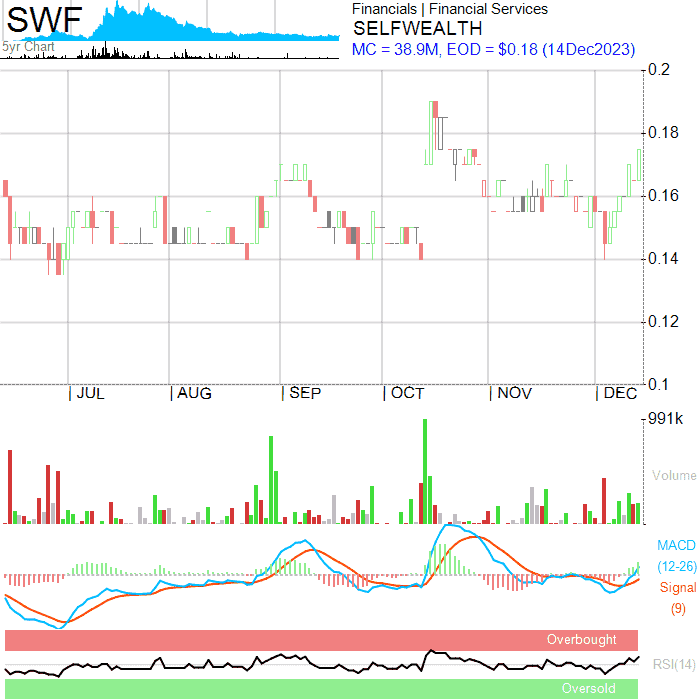 SWF
5yr Chart
Financials | Financial Services
SELFWEALTH
MC = 38.9M, EOD = $0.18 (14Dec2023)
0.2
0.18
0.16
0.14
0.12
0.1
JUL AUG SEP OCT NOV DEC
991k
Volume
MACD
(12-26)
Signal
(9)
Overbought
RSI(14)
Oversold